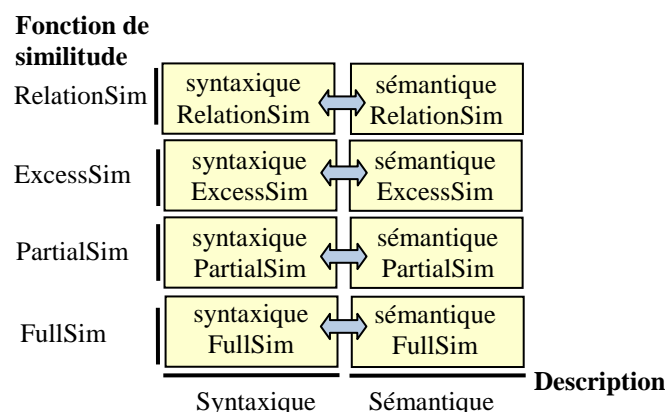 Fonction de
similitude
RelationSim
syntaxique
RelationSim
sémantique
RelationSim
ExcessSim
syntaxique
ExcessSim
sémantique
ExcessSim
PartialSim
syntaxique
PartialSim
sémantique
PartialSim
FullSim
syntaxique
FullSim
sémantique
FullSim
Description
Syntaxique
Sémantique